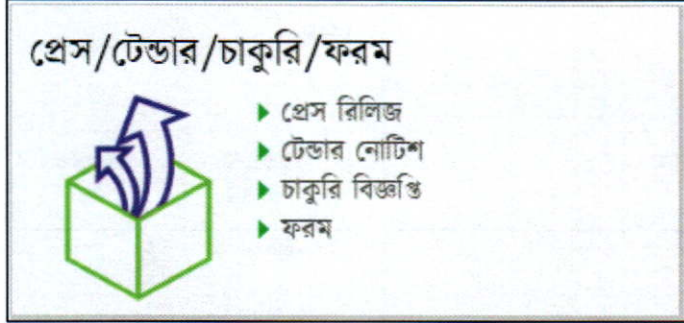 প্রেস/টেন্ডার/চাকুরি/ফরম
প্রেস রিলিজ
টেন্ডার নোটিশ
চাকুরি বিজ্ঞপ্তি
ফরম